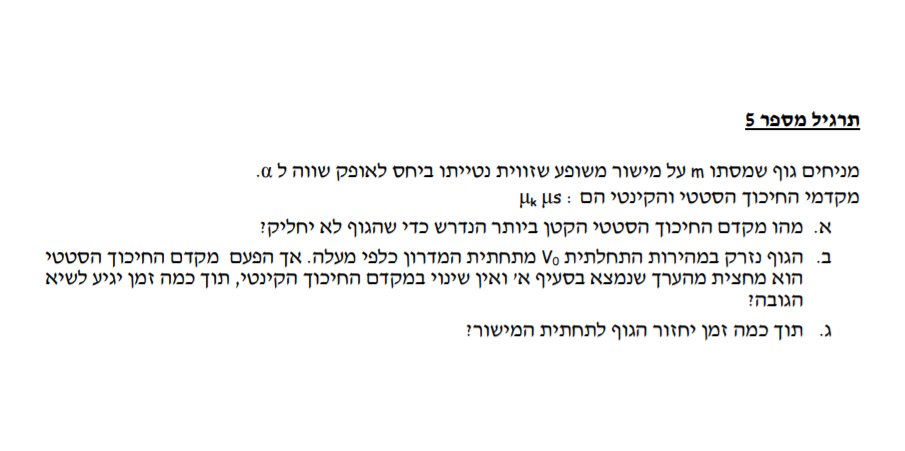 תרגיל מספר 5
מניחים גוף שמסתו m על מישור משופע שזווית נטייתו ביחס לאופק שווה ל α.
מקדמי החיכוך הסטטי והקינטי הם : μs μk
א. מהו מקדם החיכוך הסטטי הקטן ביותר הנדרש כדי שהגוף לא יחליק?
ב. הגוף נזרק במהירות התחלתית V0 מתחתית המדרון כלפי מעלה. אך הפעם מקדם החיכוך הסטטי
הוא מחצית מהערך שנמצא בסעיף א' ואין שינוי במקדם החיכוך הקינטי, תוך כמה זמן יגיע לשיא
הגובה?
ג. תוך כמה זמן יחזור הגוף לתחתית המישור?